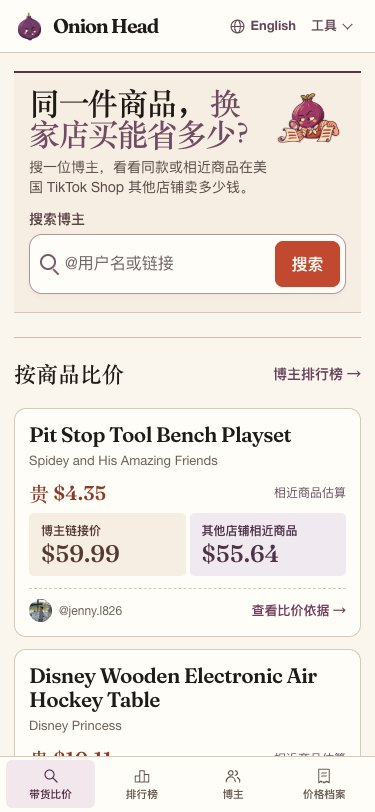 Onion Head
English
工具
同一件商品，换
家店买能省多少？
搜一位博主，看看同款或相近商品在美
国 TikTok Shop 其他店铺卖多少钱。
搜索博主
@用户名或链接
搜索
按商品比价
博主排行榜 →
Pit Stop Tool Bench Playset
Spidey and His Amazing Friends
贵 $4.35
相近商品估算
博主链接价
$59.99
其他店铺相近商品
$55.64
@jenny.l826
查看比价依据 →
Disney Wooden Electronic Air
Hockey Table
Disney Princess
带货比价
排行榜
博主
价格档案